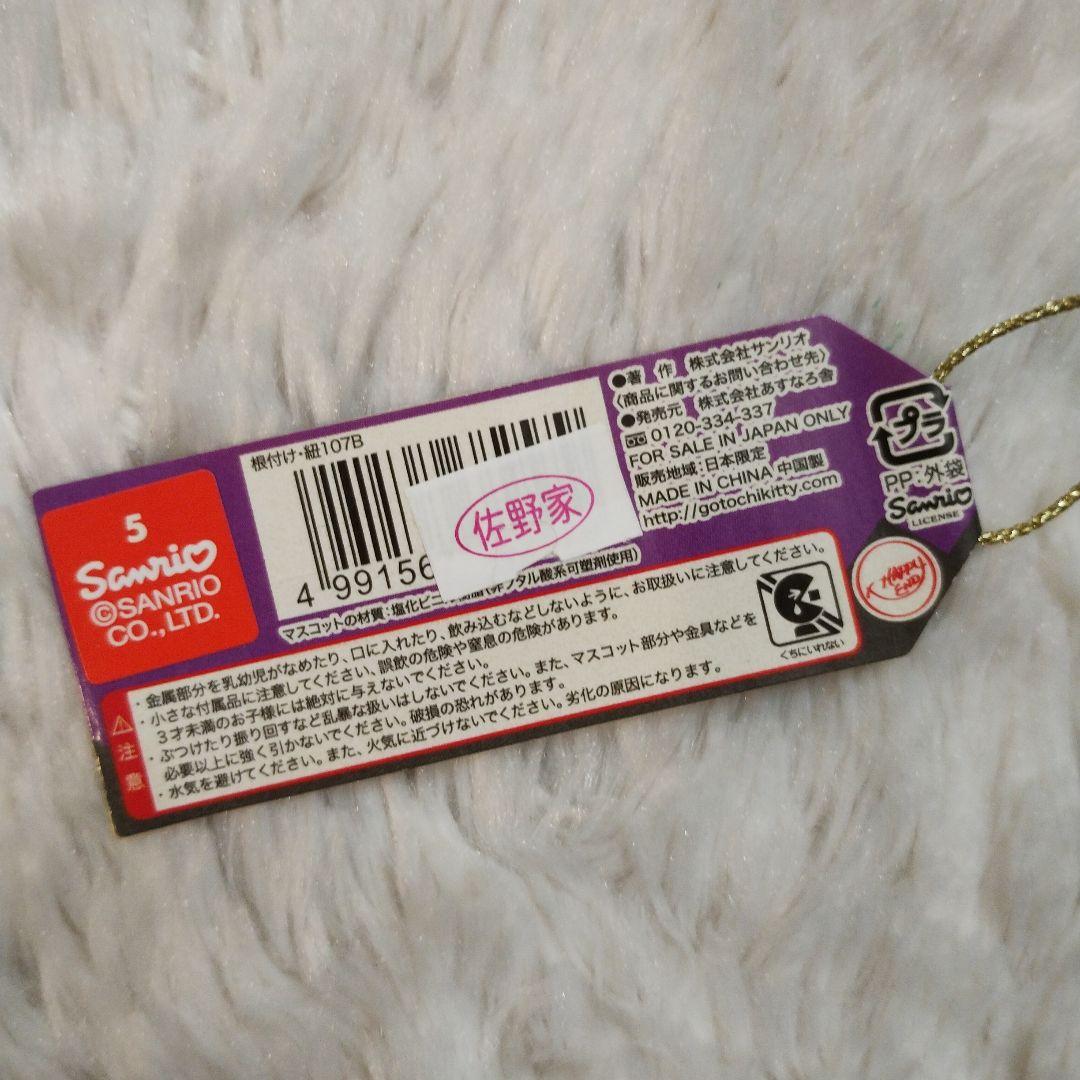 5
Sanrio
©SANRIO
CO., LTD.
根付け・紐107B
4 99156
佐野家
マスコットの材質:塩化ビニ
(非フタル酸系可塑剤使用)
●著 作 株式会社サンリオ
〈商品に関するお問い合わせ先〉
●発売元 株式会社あすなろ舎
0120-334-337
FOR SALE IN JAPAN ONLY
販売地域:日本限定
MADE IN CHINA 中国製
http://gotochikitty.com
プラ
PP:外袋
Sanrio
LICENSE
HAPPY
END
⚠注意
・金属部分を乳幼児がなめたり、口に入れたり、飲み込むなどしないように、お取扱いに注意してください。
・小さな付属品に注意してください、誤飲の危険や窒息の危険があります。
3才未満のお子様には絶対に与えないでください。
・ぶつけたり振り回すなど乱暴な扱いはしないでください。また、マスコット部分や金具などを
必要以上に強く引かないでください。破損の恐れがあります。
・水気を避けてください。また、火気に近づけないでください。劣化の原因になります。
くちにいれない